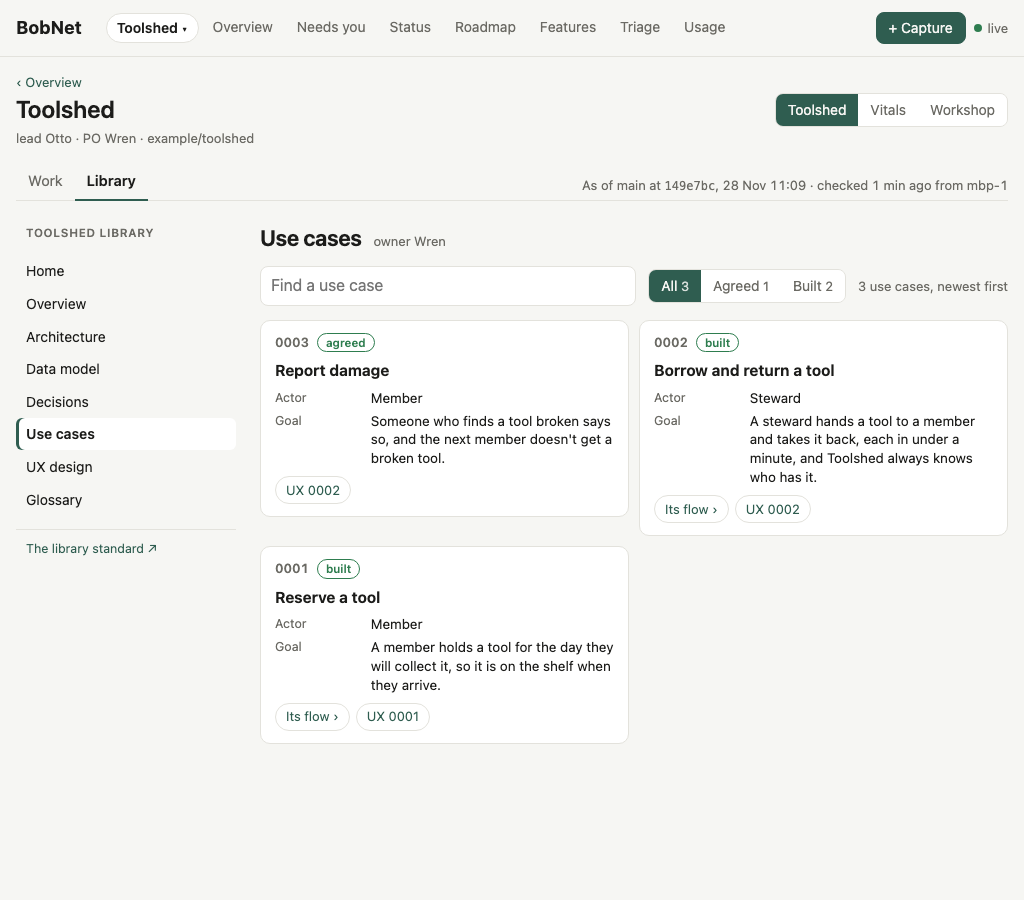 BobNet
Toolshed ▾
Overview
Needs you
Status
Roadmap
Features
Triage
Usage
+ Capture
live
‹ Overview
Toolshed
lead Otto · PO Wren · example/toolshed
Toolshed
Vitals
Workshop
Work
Library
As of main at 149e7bc, 28 Nov 11:09 · checked 1 min ago from mbp-1
TOOLSHED LIBRARY
Home
Overview
Architecture
Data model
Decisions
Use cases
UX design
Glossary
The library standard ↗
Use cases
owner Wren
Find a use case
All 3
Agreed 1
Built 2
3 use cases, newest first
0003 agreed
Report damage
Actor Member
Goal Someone who finds a tool broken says
so, and the next member doesn't get a
broken tool.
UX 0002
0002 built
Borrow and return a tool
Actor Steward
Goal A steward hands a tool to a member
and takes it back, each in under a
minute, and Toolshed always knows
who has it.
Its flow ›
UX 0002
0001 built
Reserve a tool
Actor Member
Goal A member holds a tool for the day they
will collect it, so it is on the shelf when
they arrive.
Its flow ›
UX 0001